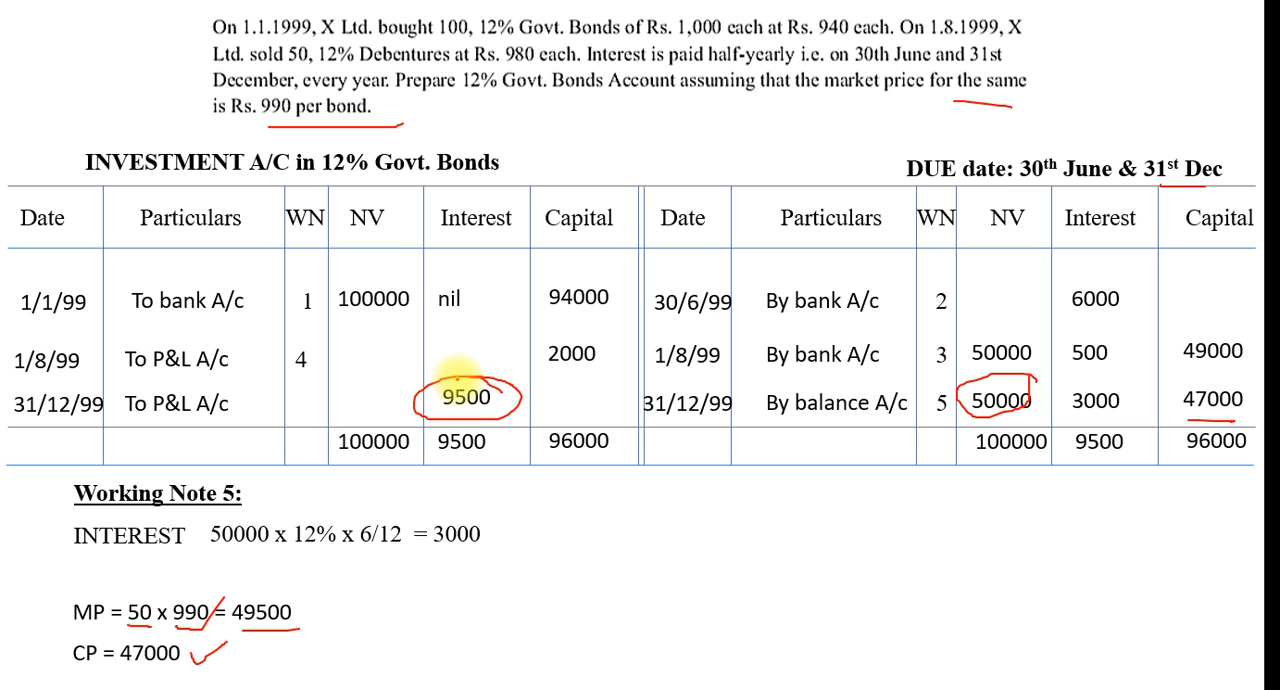 On 1.1.1999, X Ltd. bought 100, 12% Govt. Bonds of Rs. 1,000 each at Rs. 940 each. On 1.8.1999, X
Ltd. sold 50, 12% Debentures at Rs. 980 each. Interest is paid half-yearly i.e. on 30th June and 31st
December, every year. Prepare 12% Govt. Bonds Account assuming that the market price for the same
is Rs. 990 per bond.
INVESTMENT A/C in 12% Govt. Bonds DUE date: 30th June & 31st Dec
Date Particulars WN NV Interest Capital Date Particulars WN NV Interest Capital
1/1/99 To bank A/c 1 100000 nil 94000 30/6/99 By bank A/c 2 6000
1/8/99 To P&L A/c 4 2000 1/8/99 By bank A/c 3 50000 500 49000
31/12/99 To P&L A/c 9500 31/12/99 By balance A/c 5 50000 3000 47000
100000 9500 96000 100000 9500 96000
Working Note 5:
INTEREST 50000 x 12% x 6/12 = 3000
MP = 50 x 990 = 49500
CP = 47000